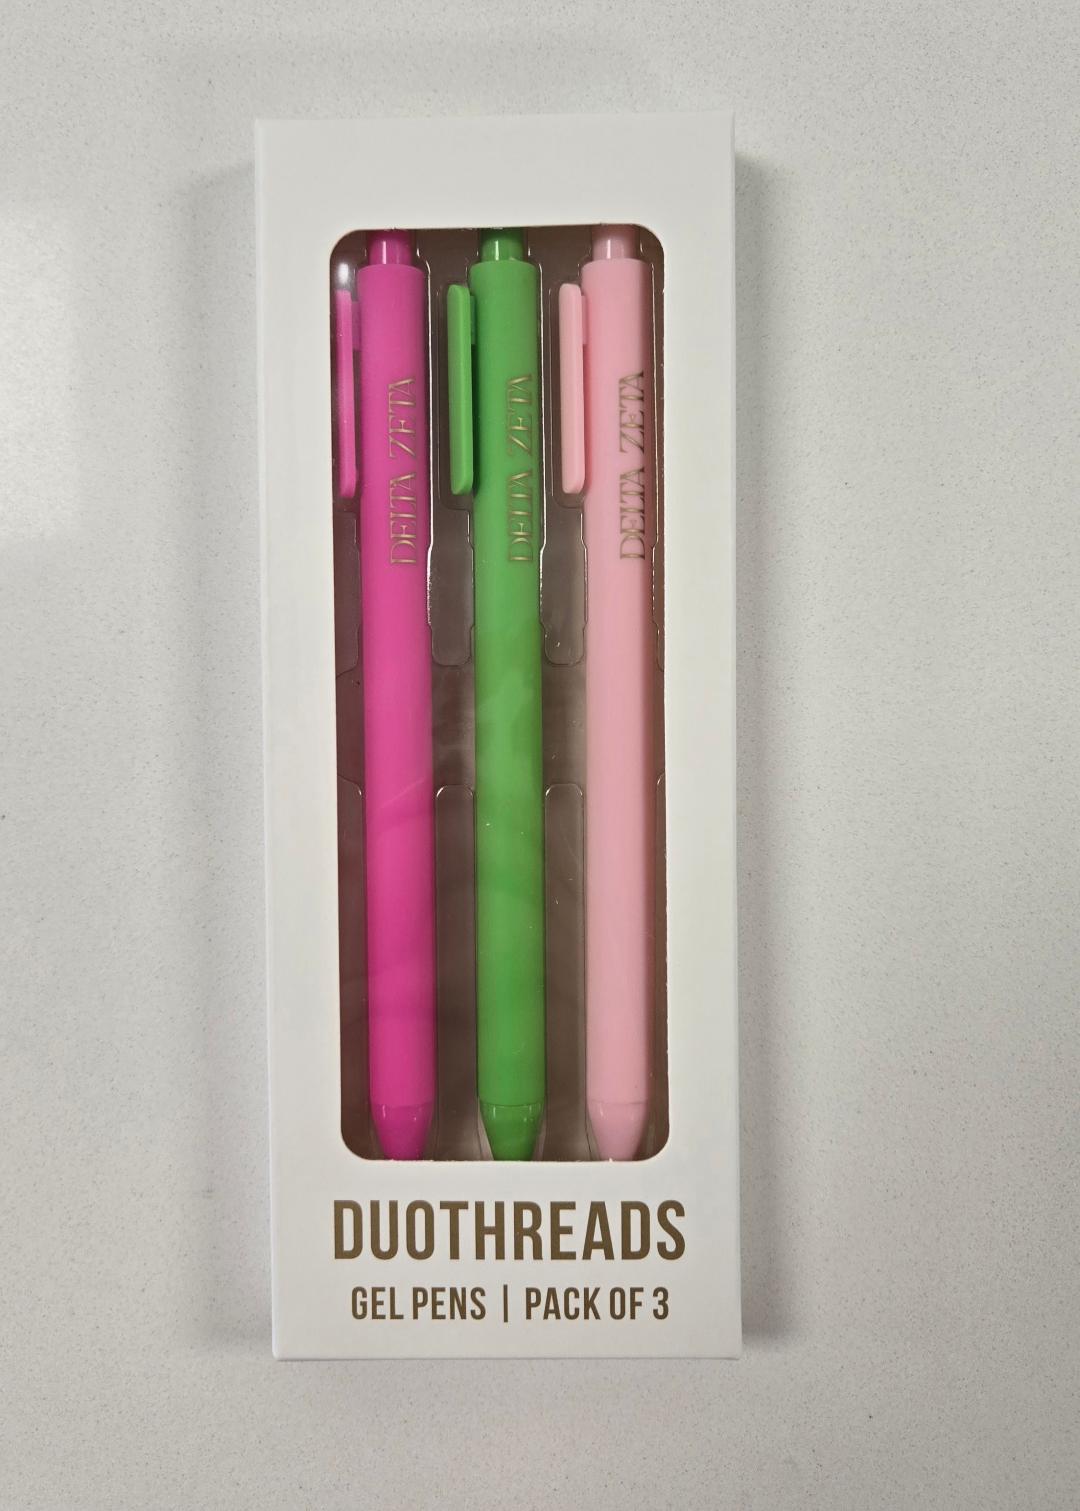 DELTA ZETA
DELTA ZETA
DELTA ZETA
DUOTHREADS
GEL PENS | PACK OF 3